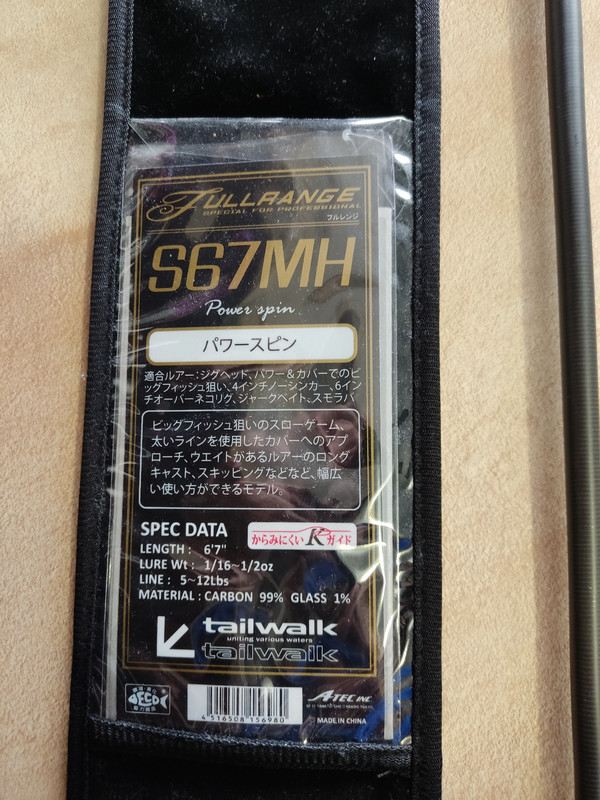 FULLRANGE
SPECIAL FOR PROFESSIONAL
フルレンジ
S67MH
Power spin
パワースピン
適合ルアー:ジグヘッド、パワー&カバーでのビ
ッグフィッシュ狙い、4インチノーシンカー、6イン
チオーバーネコリグ、ジャークベイト、スモラバ
ビッグフィッシュ狙いのスローゲーム、
太いラインを使用したカバーへのアプ
ローチ、ウエイトがあるルアーのロング
キャスト、スキッピングなどなど、幅広
い使い方ができるモデル。
SPEC DATA
からみにくいKガイド
LENGTH : 6'7"
LURE Wt : 1/16~1/2oz
LINE : 5~12Lbs
MATERIAL : CARBON 99% GLASS 1%
tailwalk
uniting various waters
tailwalk
4 516508 156980
A-TEC INC.
MADE IN CHINA